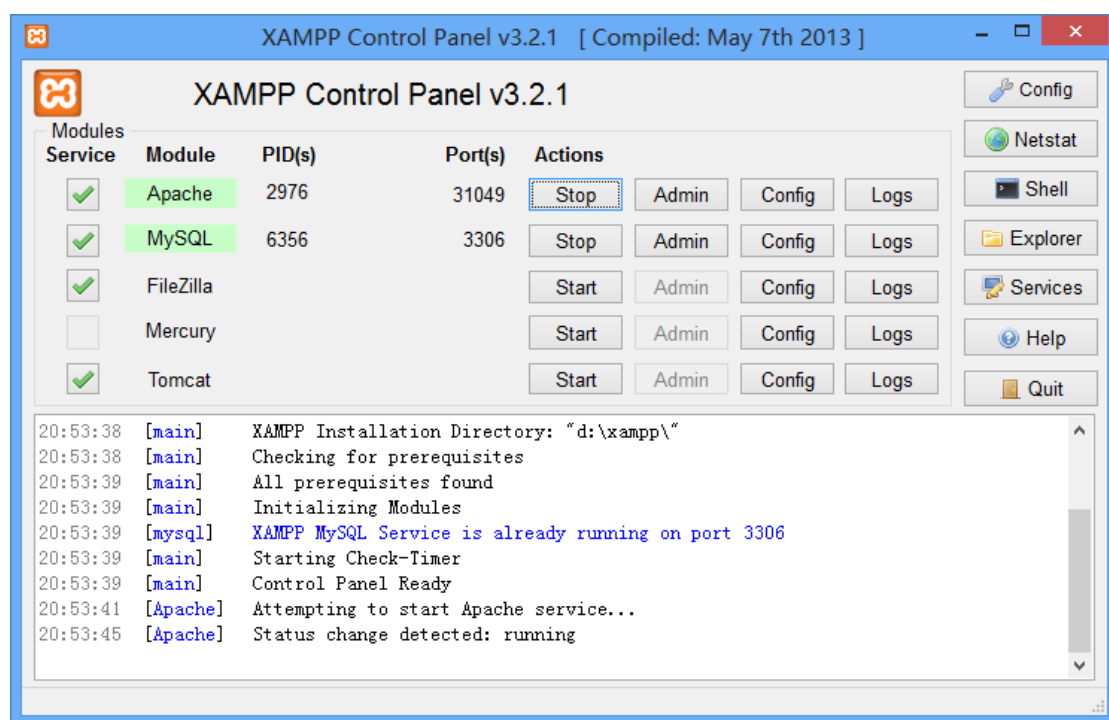 XAMPP Control Panel v3.2.1 [ Compiled: May 7th 2013 ]
XAMPP Control Panel v3.2.1
Config
Modules
Netstat
Service Module PID(s) Port(s) Actions
Apache 2976 31049 Stop Admin Config Logs
Shell
MySQL 6356 3306 Stop Admin Config Logs
Explorer
FileZilla Start Admin Config Logs
Services
Mercury Start Admin Config Logs
Help
Tomcat Start Admin Config Logs
Quit
20:53:38 [main] XAMPP Installation Directory: "d:\xampp\"
20:53:38 [main] Checking for prerequisites
20:53:39 [main] All prerequisites found
20:53:39 [main] Initializing Modules
20:53:39 [mysql] XAMPP MySQL Service is already running on port 3306
20:53:39 [main] Starting Check-Timer
20:53:39 [main] Control Panel Ready
20:53:41 [Apache] Attempting to start Apache service...
20:53:45 [Apache] Status change detected: running